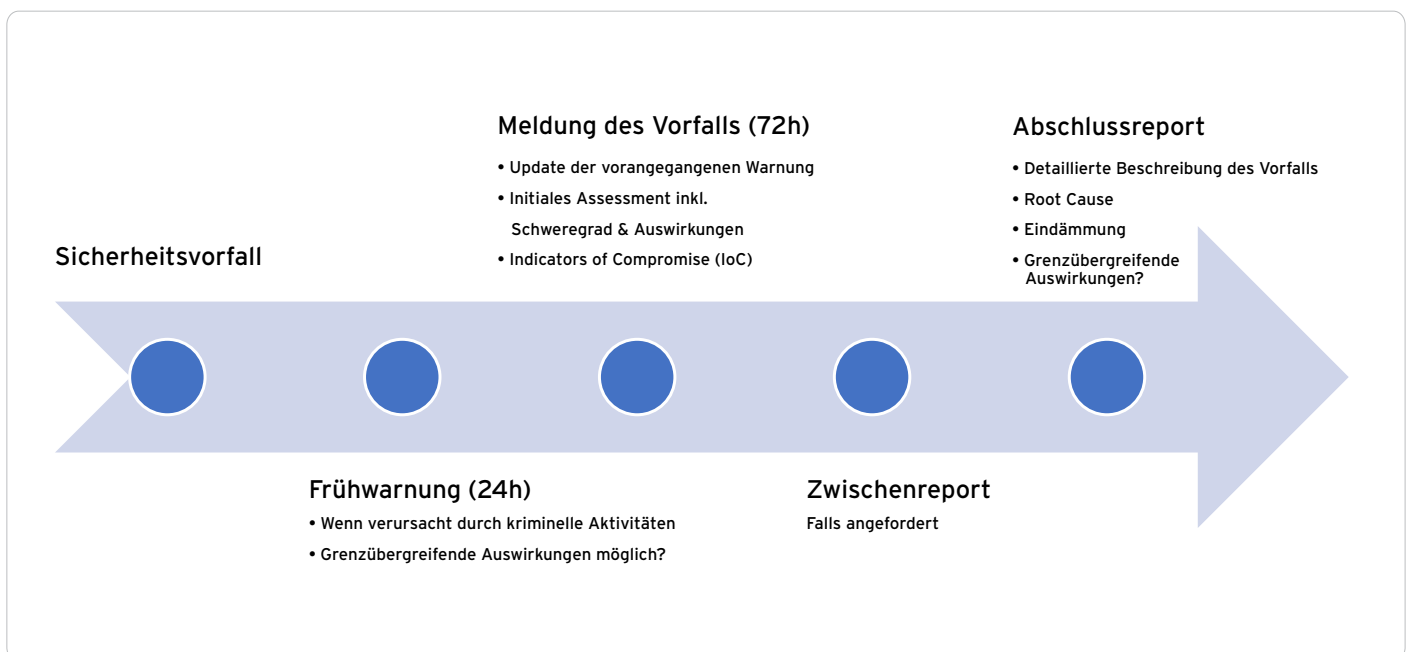 Sicherheitsvorfall
Frühwarnung (24h)
• Wenn verursacht durch kriminelle Aktivitäten
• Grenzübergreifende Auswirkungen möglich?
Meldung des Vorfalls (72h)
• Update der vorangegangenen Warnung
• Initiales Assessment inkl.
Schweregrad & Auswirkungen
• Indicators of Compromise (IoC)
Zwischenreport
Falls angefordert
Abschlussreport
• Detaillierte Beschreibung des Vorfalls
• Root Cause
• Eindämmung
• Grenzübergreifende
Auswirkungen?